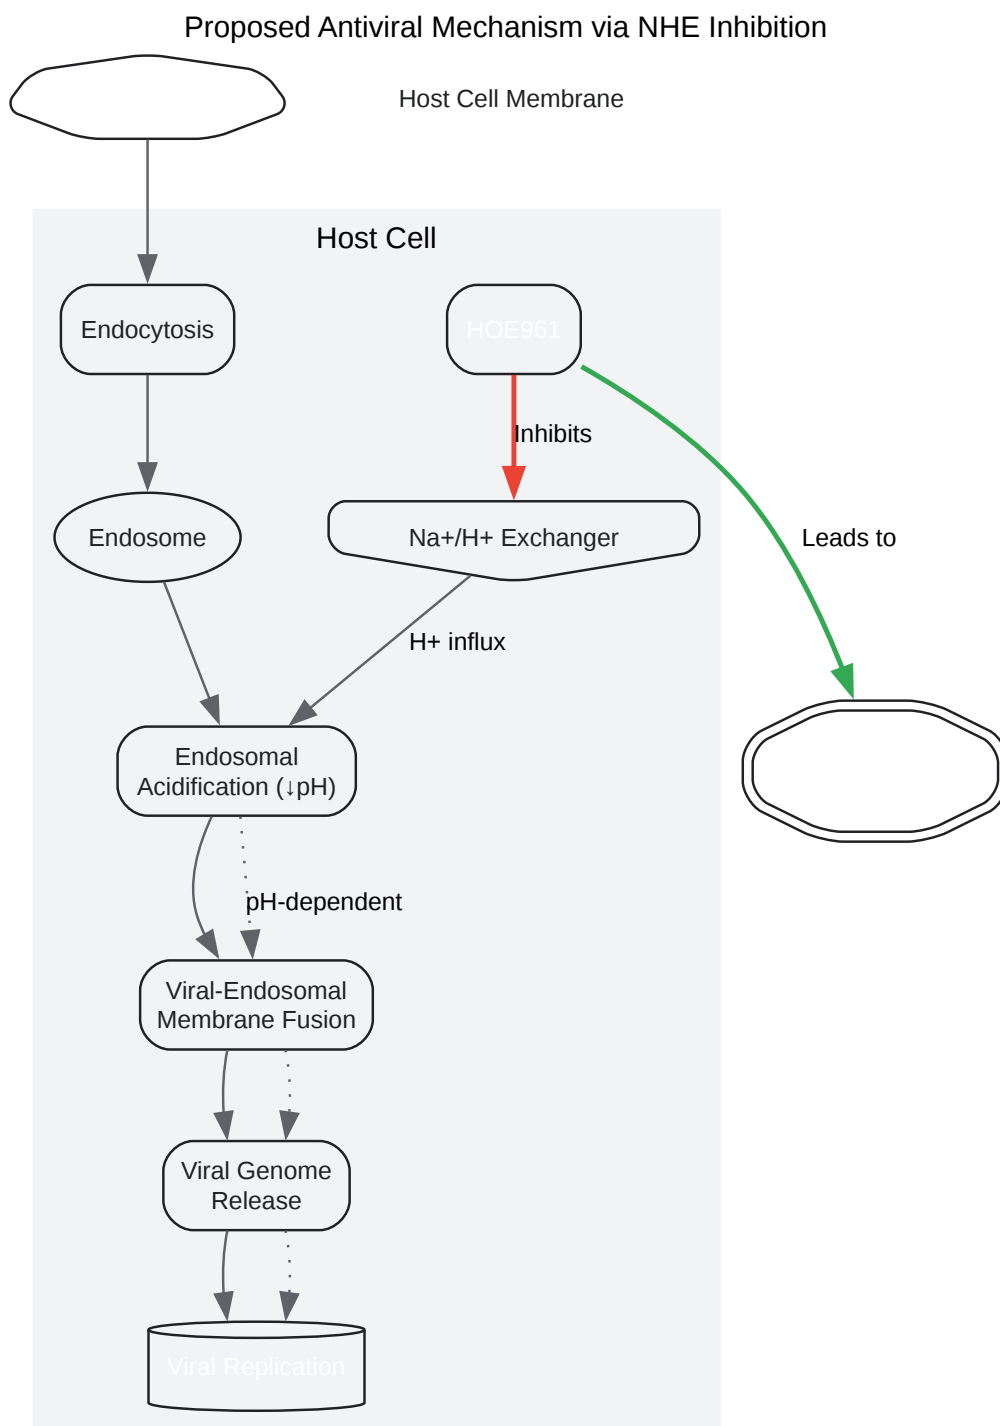 Proposed Antiviral Mechanism via NHE Inhibition
Host Cell Membrane
Host Cell
Endocytosis
HOE961
Inhibits
Endosome
Na+/H+ Exchanger
Leads to
H+ influx
Endosomal
Acidification (↓pH)
pH-dependent
Viral-Endosomal
Membrane Fusion
Viral Genome
Release
Viral Replication